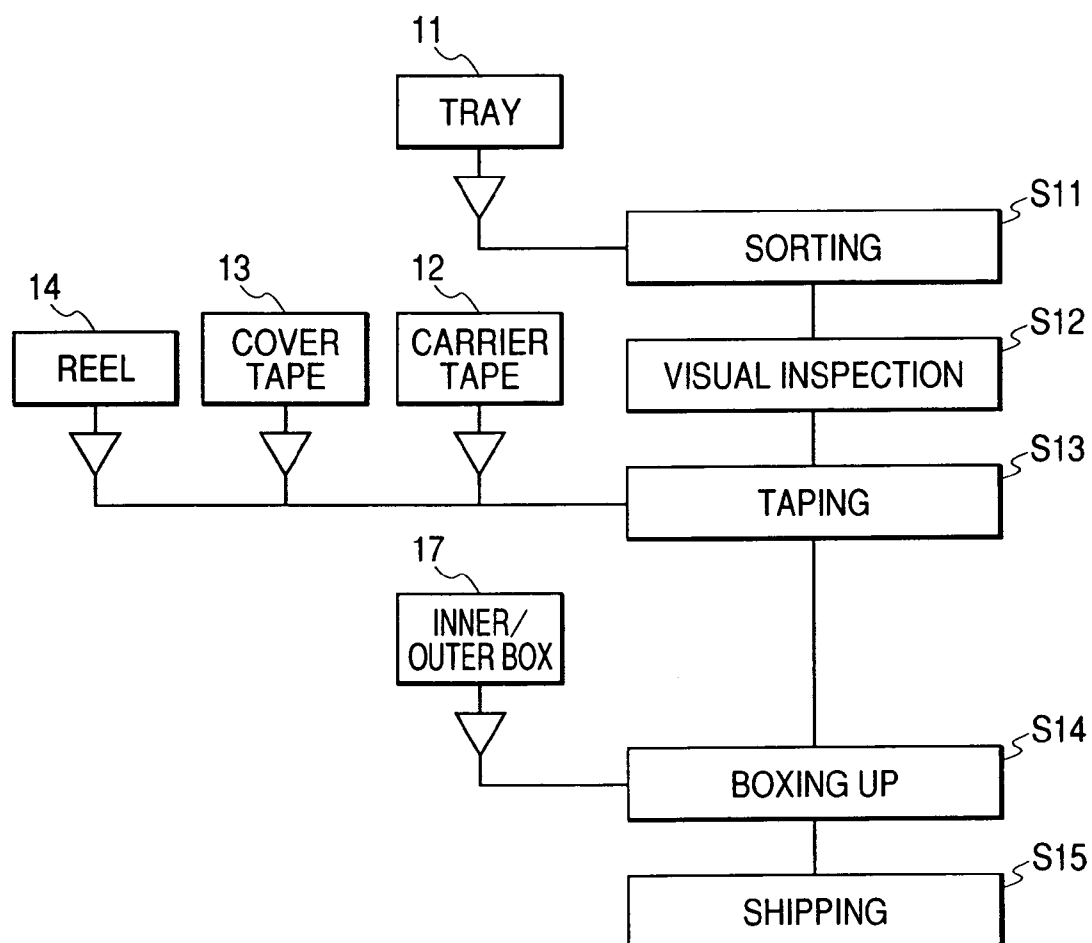 11
TRAY
S11
SORTING
14
REEL
13
COVER
TAPE
12
CARRIER
TAPE
S12
VISUAL INSPECTION
S13
TAPING
17
INNER/
OUTER BOX
S14
BOXING UP
S15
SHIPPING